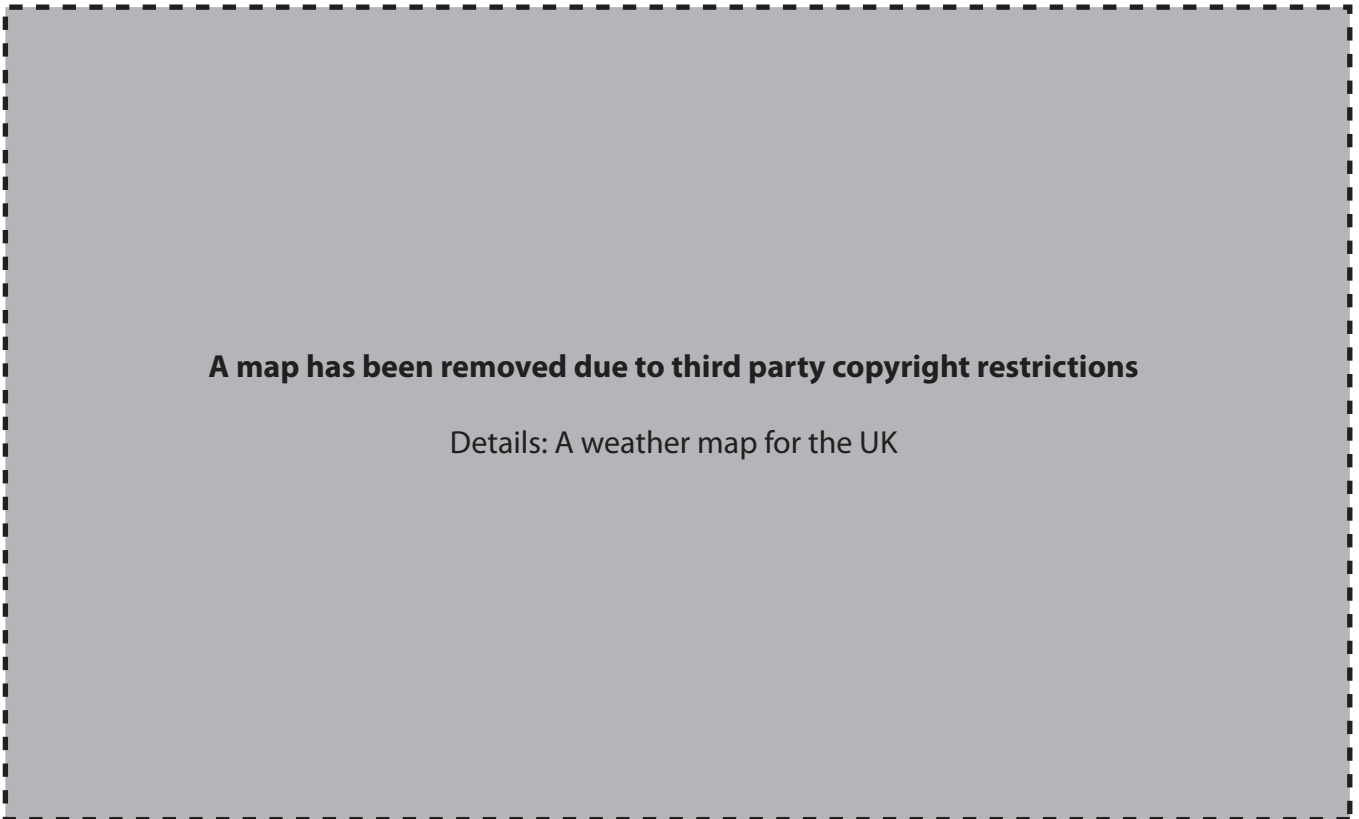 A map has been removed due to third party copyright restrictions
Details: A weather map for the UK